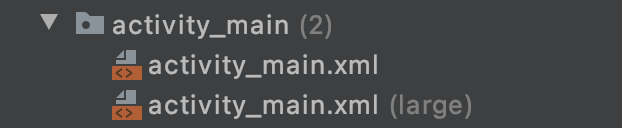 activity_main (2)
activity_main.xml
activity_main.xml (large)